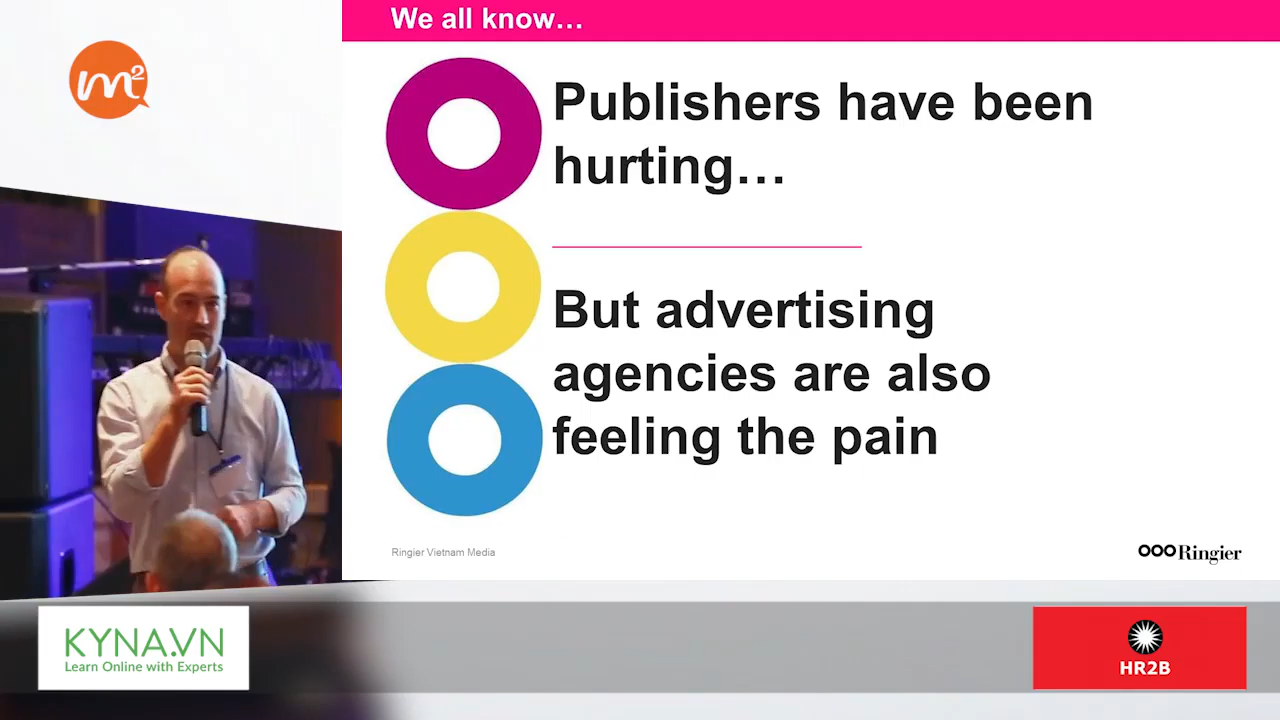 We all know…
m2
Publishers have been
hurting…
But advertising
agencies are also
feeling the pain
Ringier Vietnam Media
Ringier
KYNA.VN
Learn Online with Experts
HR2B